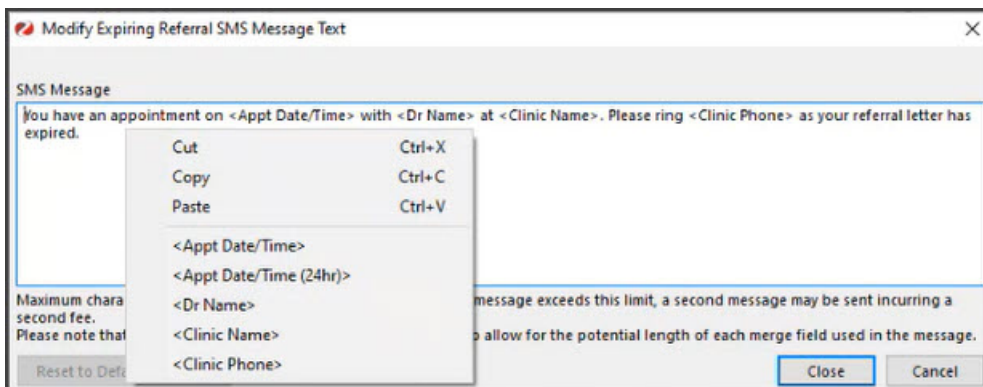 Modify Expiring Referral SMS Message Text
SMS Message
You have an appointment on <Appt Date/Time> with <Dr Name> at <Clinic Name>. Please ring <Clinic Phone> as your referral letter has
expired.
Cut Ctrl+X
Copy Ctrl+C
Paste Ctrl+V
<Appt Date/Time>
<Appt Date/Time (24hr)>
<Dr Name>
<Clinic Name>
<Clinic Phone>
Maximum message exceeds this limit, a second message may be sent incurring a
second fee.
Please note that allow for the potential length of each merge field used in the message.
Reset to Close Cancel